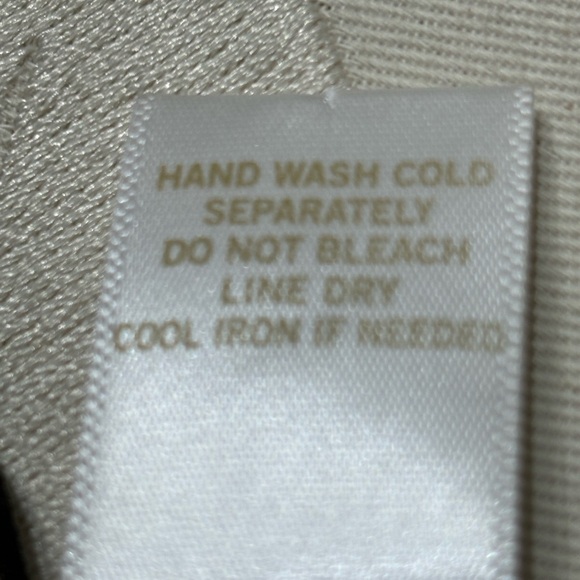 HAND WASH COLD
SEPARATELY
DO NOT BLEACH
LINE DRY
COOL IRON IF NEEDED